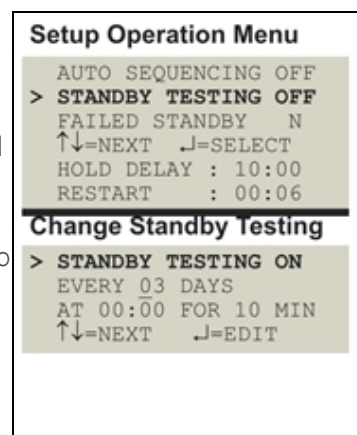 Setup Operation Menu
AUTO SEQUENCING OFF
> STANDBY TESTING OFF
FAILED STANDBY N
↑↓=NEXT ↵=SELECT
HOLD DELAY : 10:00
RESTART : 00:06
Change Standby Testing
> STANDBY TESTING ON
EVERY 03 DAYS
AT 00:00 FOR 10 MIN
↑↓=NEXT ↵=EDIT